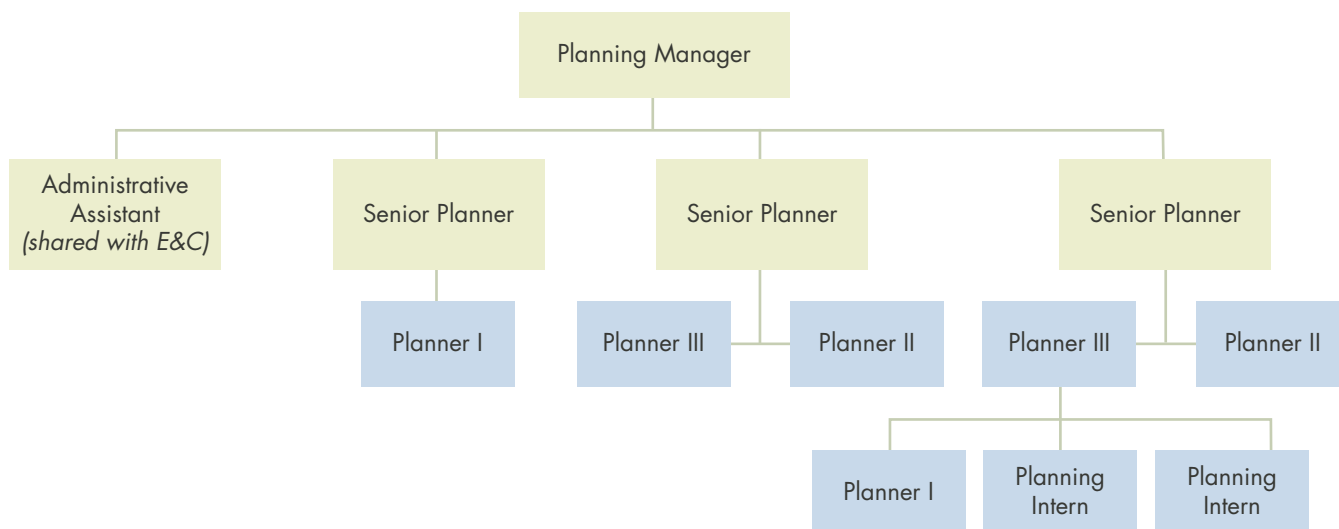 Planning Manager
Administrative
Assistant
(shared with E&C)
Senior Planner
Senior Planner
Senior Planner
Planner I
Planner III
Planner II
Planner III
Planner II
Planner I
Planning
Intern
Planning
Intern